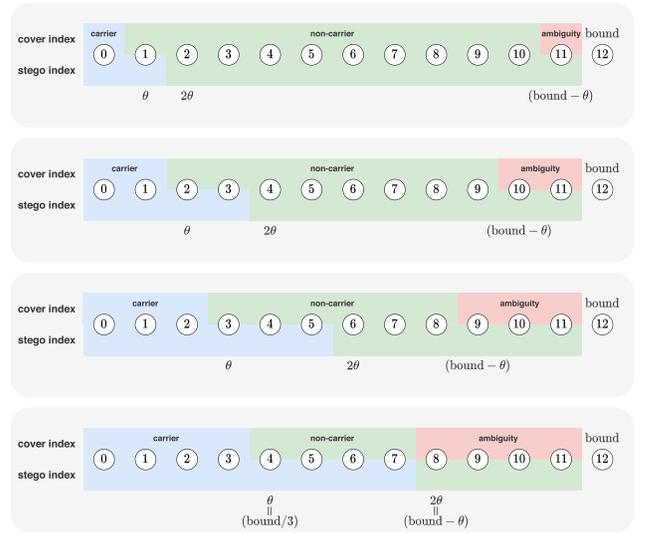 carrier non-carrier ambiguity bound
cover index
0 1 2 3 4 5 6 7 8 9 10 11 12
stego index
θ 2θ (bound − θ)
carrier non-carrier ambiguity bound
cover index
0 1 2 3 4 5 6 7 8 9 10 11 12
stego index
θ 2θ (bound − θ)
carrier non-carrier ambiguity bound
cover index
0 1 2 3 4 5 6 7 8 9 10 11 12
stego index
θ 2θ (bound − θ)
carrier non-carrier ambiguity bound
cover index
0 1 2 3 4 5 6 7 8 9 10 11 12
stego index
θ 2θ
= =
(bound/3) (bound − θ)